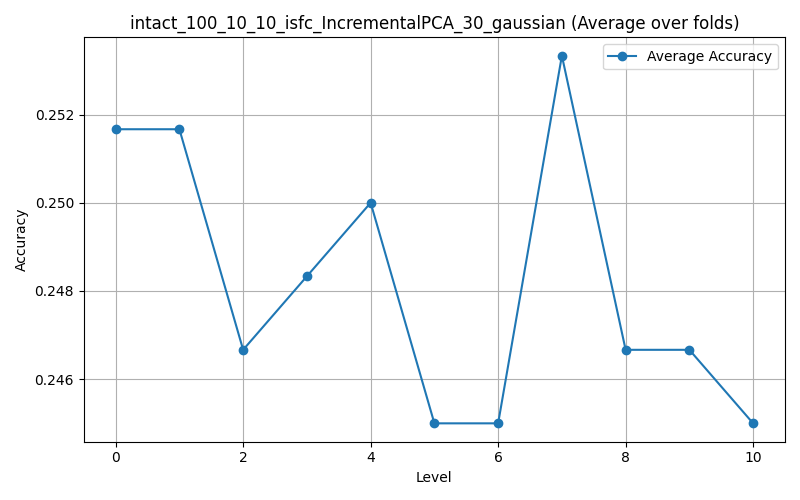 intact_100_10_10_isfc_IncrementalPCA_30_gaussian (Average over folds)
Average Accuracy
0.252
0.250
0.248
0.246
Accuracy
0 2 4 6 8 10
Level